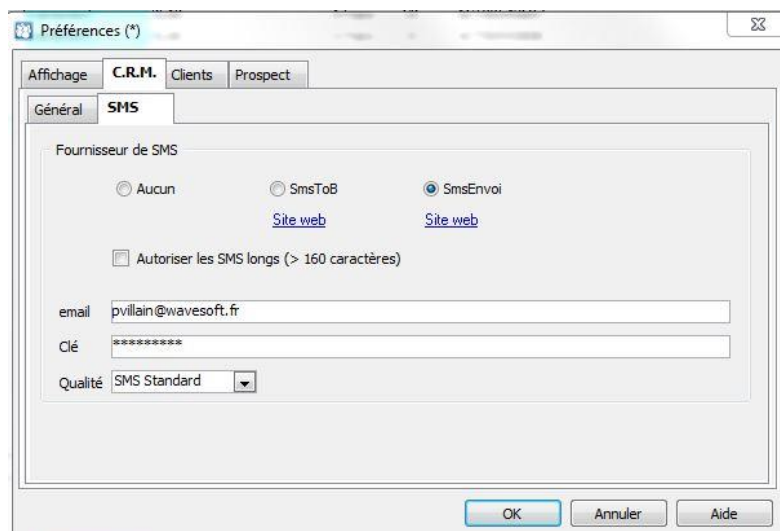 Préférences (*)
Affichage C.R.M. Clients Prospect
Général SMS
Fournisseur de SMS
Aucun SmsToB SmsEnvoi
Site web Site web
Autoriser les SMS longs (> 160 caractères)
email pvillain@wavesoft.fr
Clé *********
Qualité SMS Standard
OK Annuler Aide